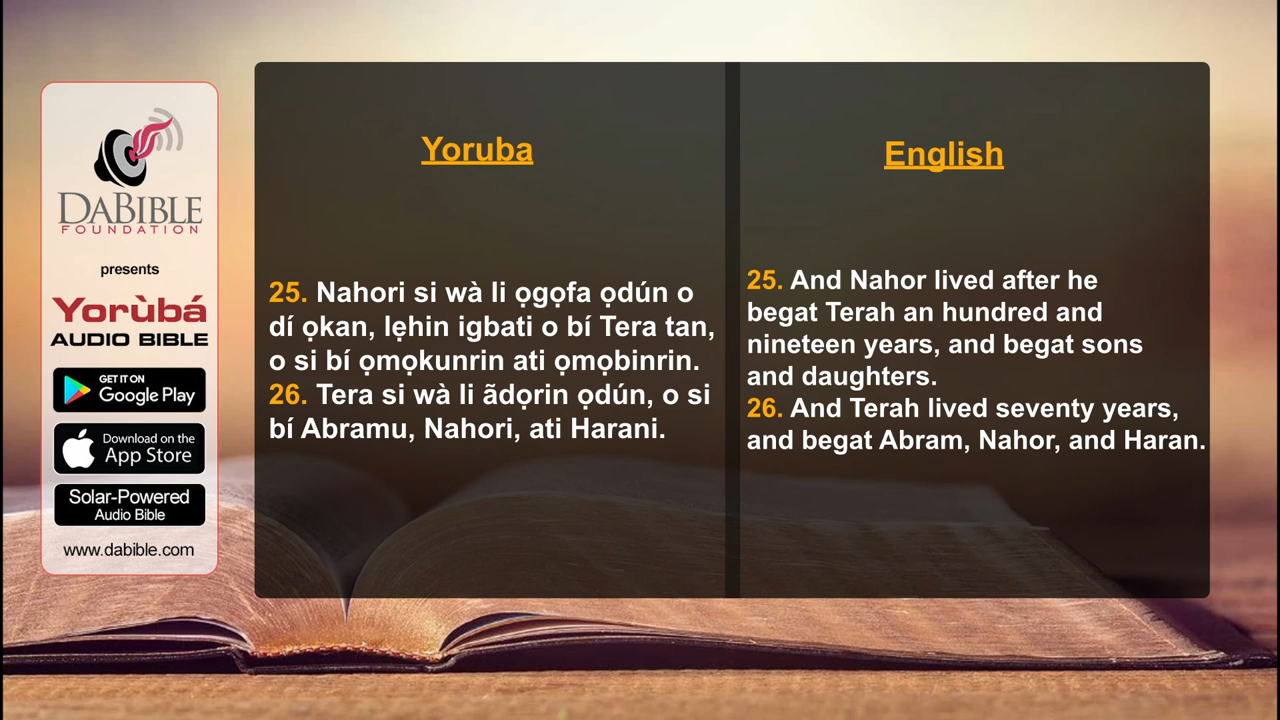 DABIBLE
FOUNDATION
presents
Yorùbá
AUDIO BIBLE
GET IT ON
Google Play
Download on the
App Store
Solar-Powered
Audio Bible
www.dabible.com
Yoruba
25. Nahori si wà li ọgọfa ọdún o
dí ọkan, lẹhin igbati o bí Tera tan,
o si bí ọmọkunrin ati ọmọbinrin.
26. Tera si wà li ãdọrin ọdún, o si
bí Abramu, Nahori, ati Harani.
English
25. And Nahor lived after he
begat Terah an hundred and
nineteen years, and begat sons
and daughters.
26. And Terah lived seventy years,
and begat Abram, Nahor, and Haran.